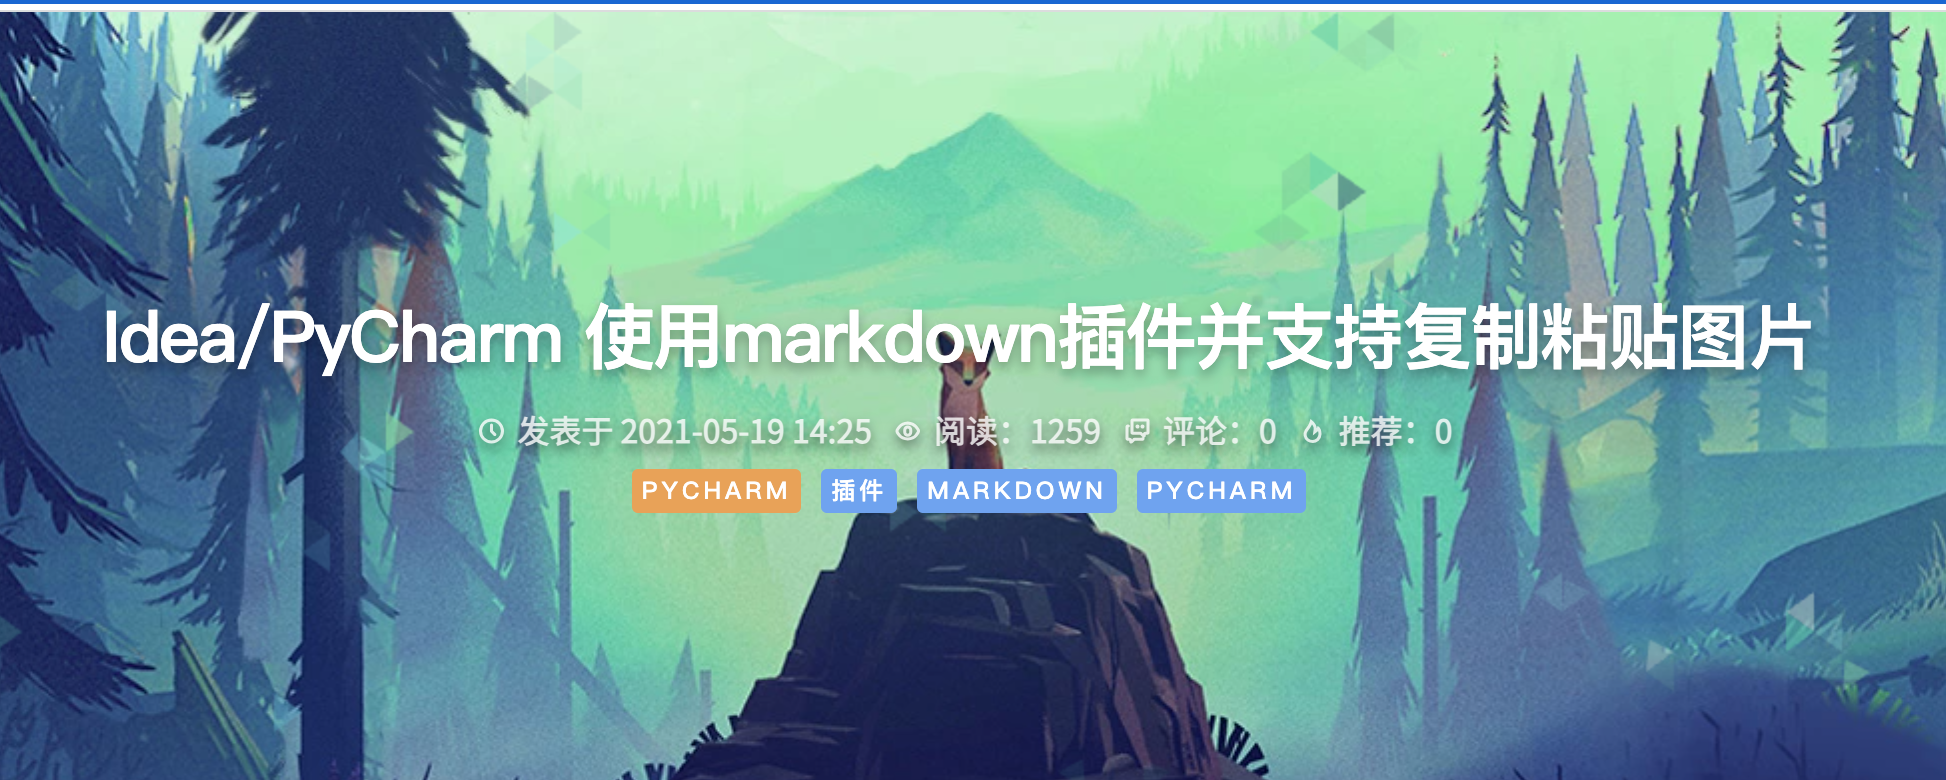 Idea/PyCharm 使用markdown插件并支持复制粘贴图片
发表于 2021-05-19 14:25 阅读：1259 评论：0 推荐：0
PYCHARM 插件 MARKDOWN PYCHARM